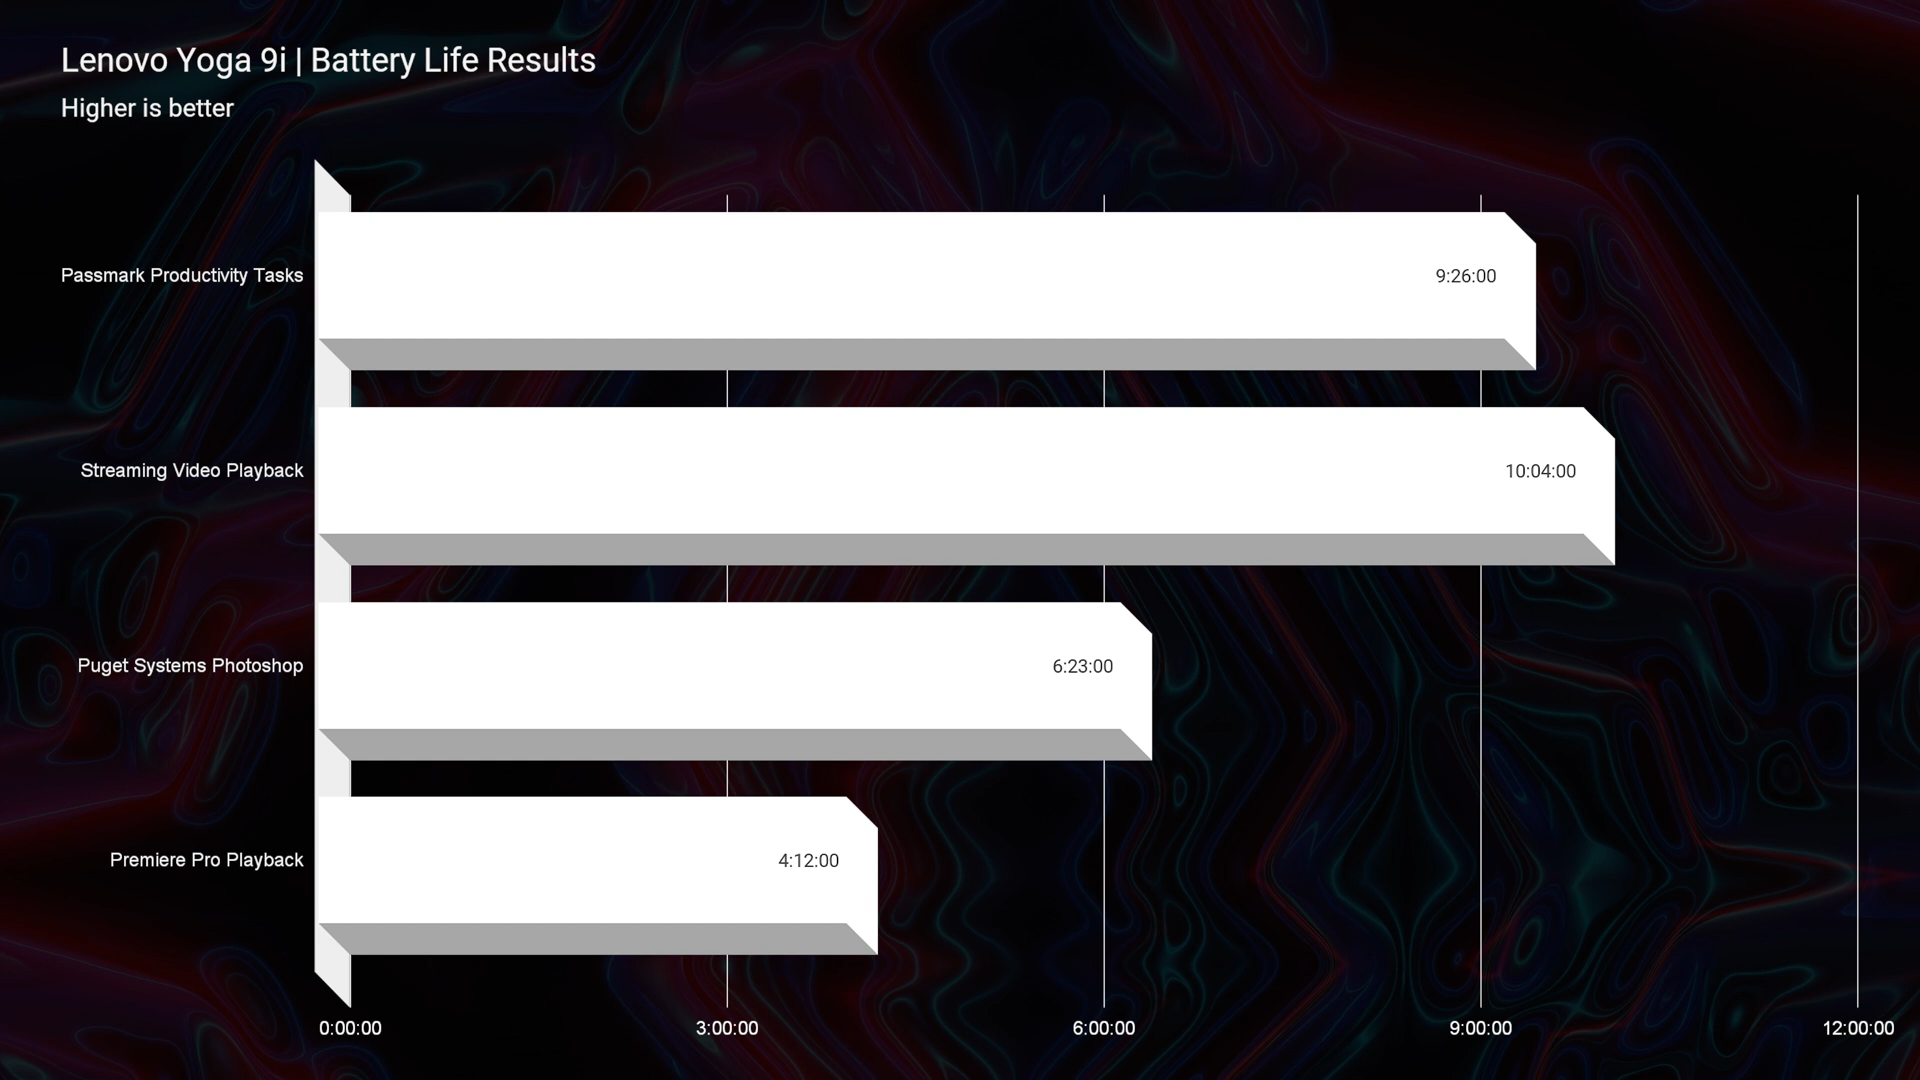 Lenovo Yoga 9i | Battery Life Results
Higher is better
Passmark Productivity Tasks
9:26:00
Streaming Video Playback
10:04:00
Puget Systems Photoshop
6:23:00
Premiere Pro Playback
4:12:00
0:00:00
3:00:00
6:00:00
9:00:00
12:00:00